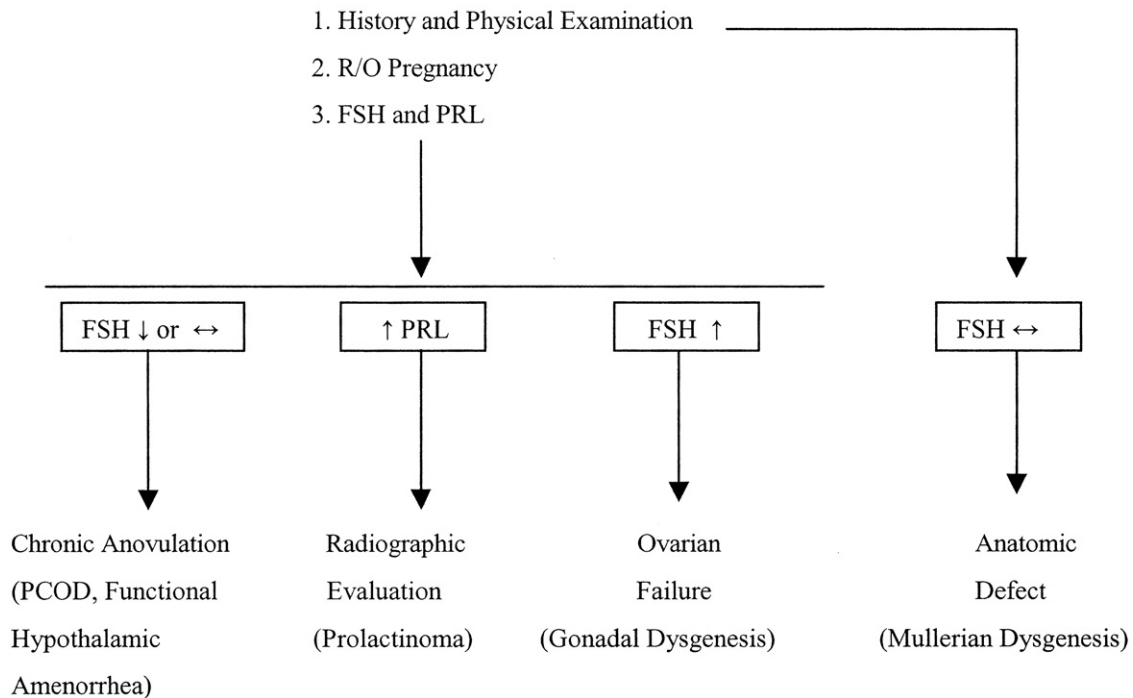 1. History and Physical Examination
2. R/O Pregnancy
3. FSH and PRL
FSH ↓ or ↔
↑ PRL
FSH ↑
FSH ↔
Chronic Anovulation
(PCOD, Functional
Hypothalamic
Amenorrhea)
Radiographic
Evaluation
(Prolactinoma)
Ovarian
Failure
(Gonadal Dysgenesis)
Anatomic
Defect
(Mullerian Dysgenesis)